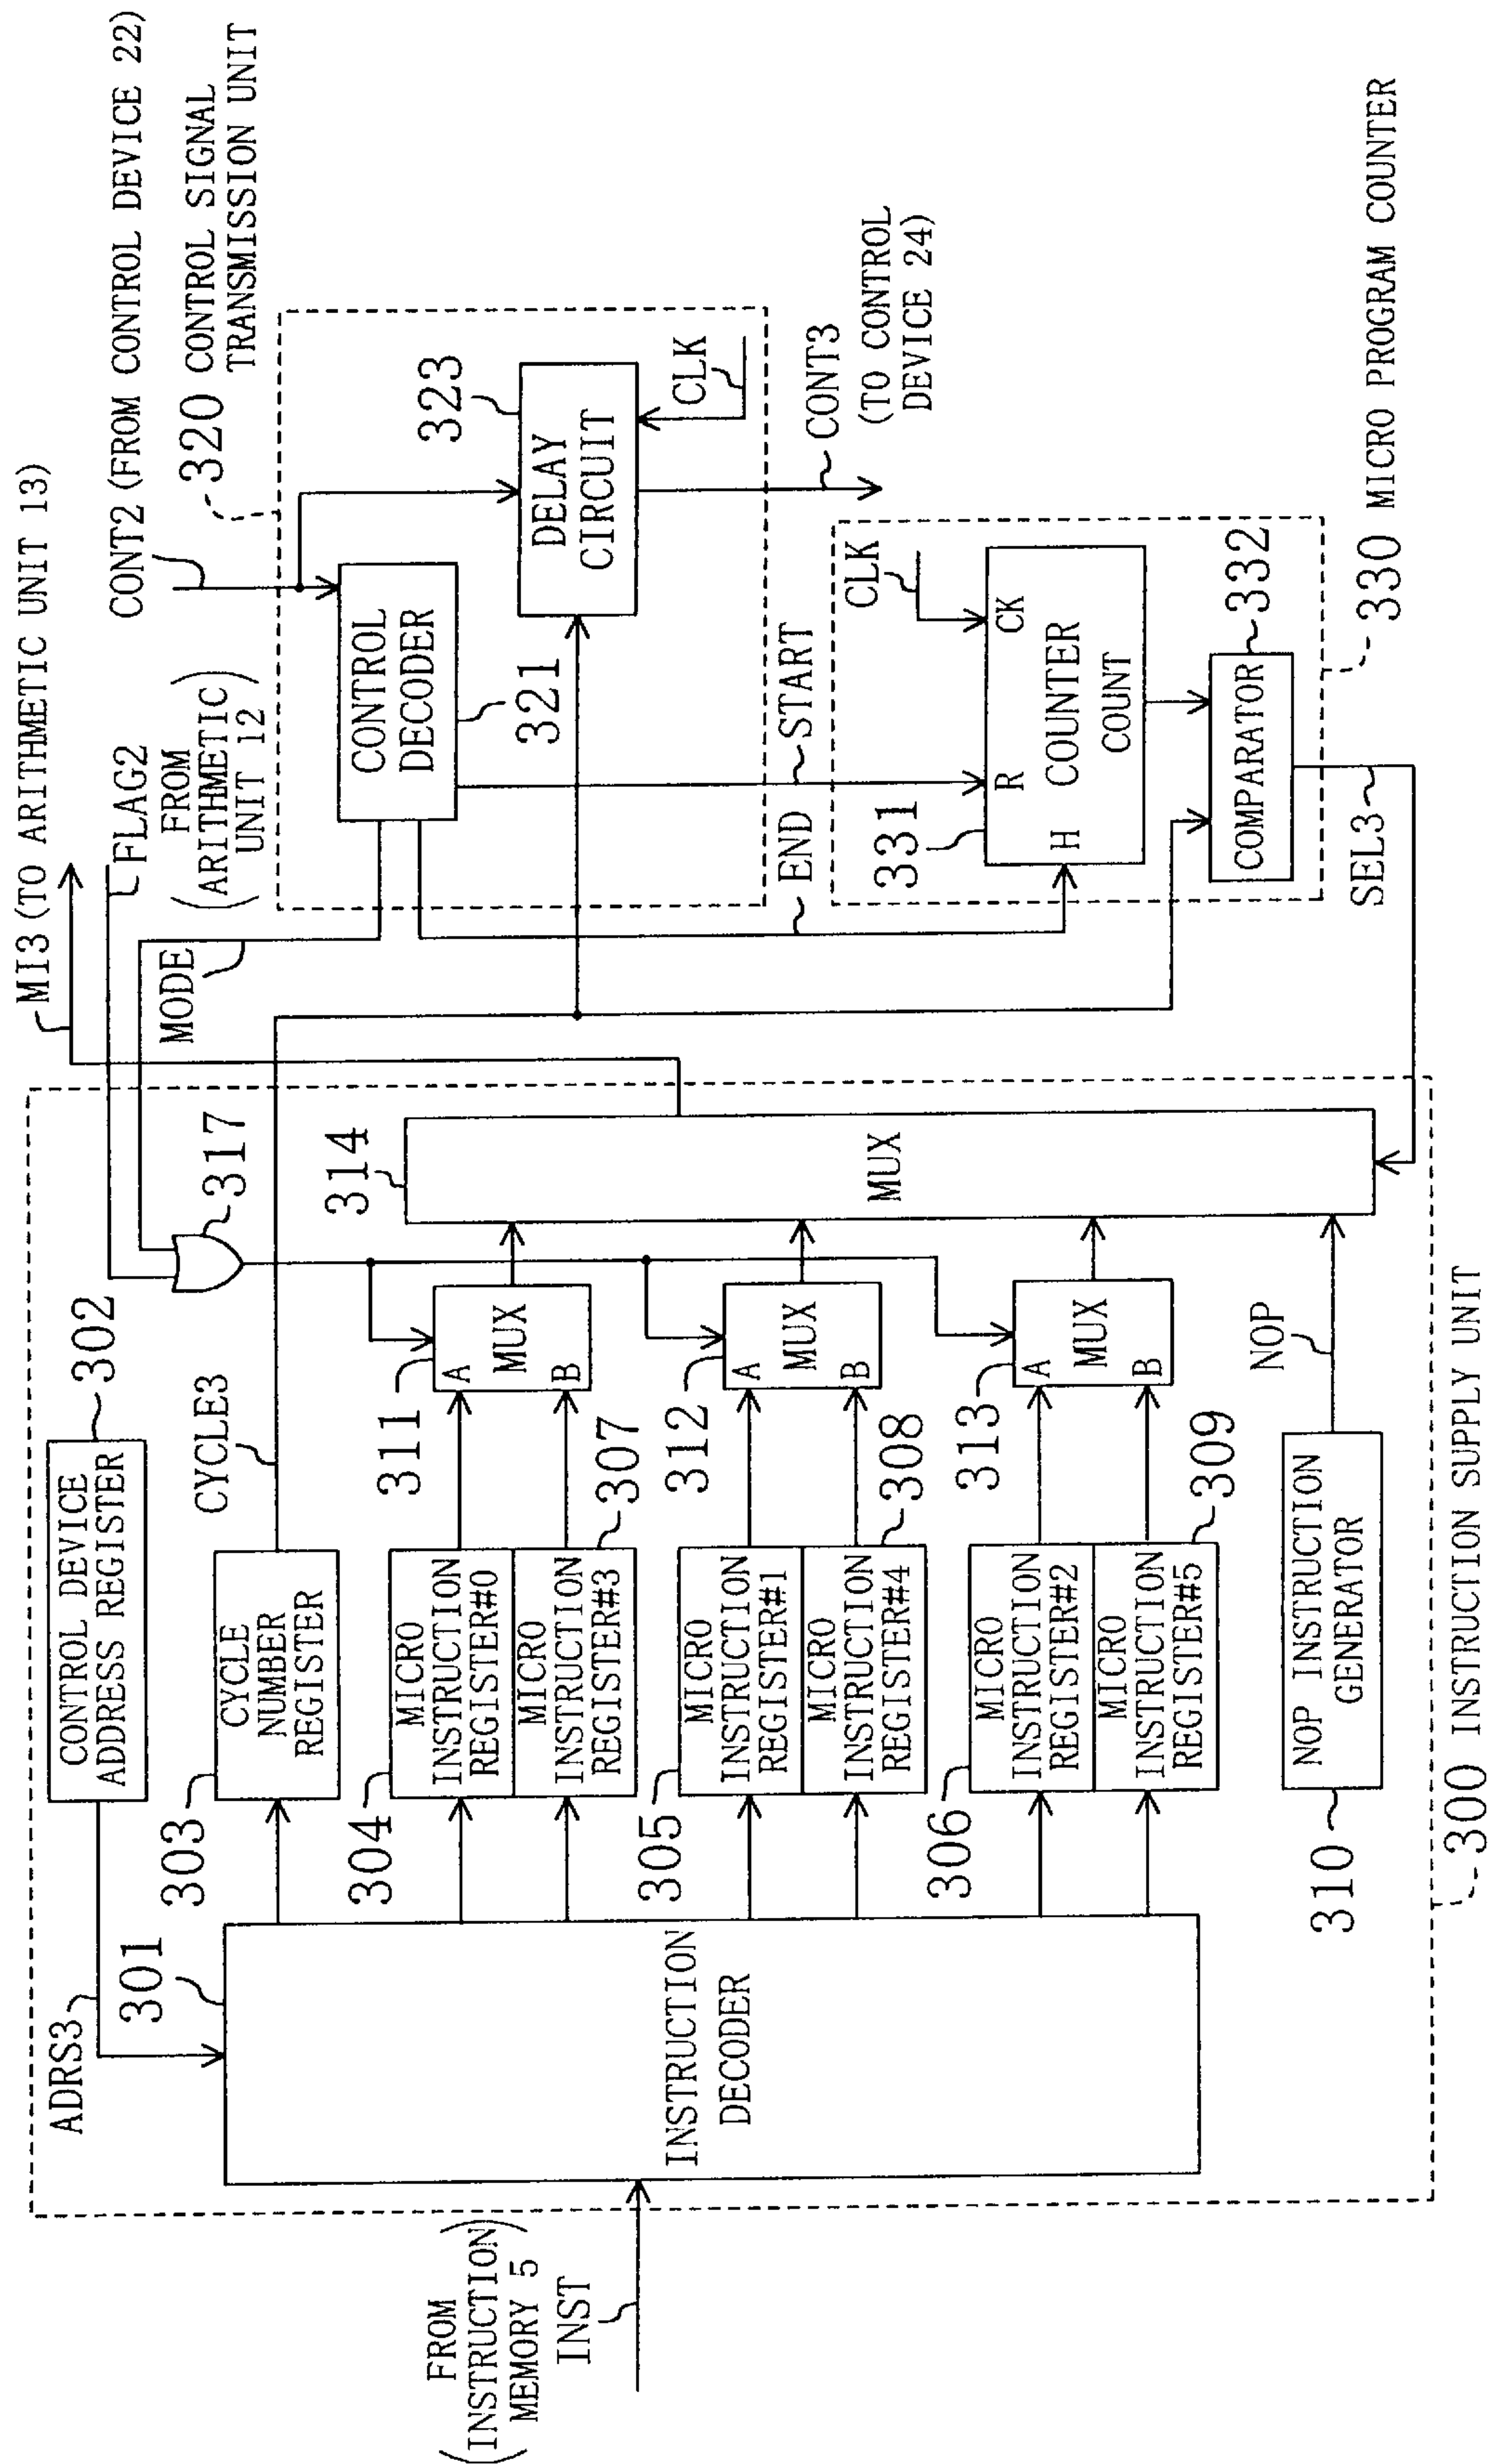 FROM
(INSTRUCTION)
MEMORY 5
INST
ADRS3
301
INSTRUCTION
DECODER
CONTROL DEVICE
ADDRESS REGISTER
302
303
CYCLE
NUMBER
REGISTER
CYCLE3
304
MICRO
INSTRUCTION
REGISTER#0
MICRO
INSTRUCTION
REGISTER#3
307
305
MICRO
INSTRUCTION
REGISTER#1
MICRO
INSTRUCTION
REGISTER#4
308
306
MICRO
INSTRUCTION
REGISTER#2
MICRO
INSTRUCTION
REGISTER#5
309
310
NOP INSTRUCTION
GENERATOR
NOP
311
A
MUX
B
312
A
MUX
B
313
A
MUX
B
317
314
MUX
300 INSTRUCTION SUPPLY UNIT
MI3 (TO ARITHMETIC UNIT 13)
MODE
FLAG2
FROM
(ARITHMETIC)
UNIT 12
CONT2 (FROM CONTROL DEVICE 22)
320 CONTROL SIGNAL
TRANSMISSION UNIT
CONTROL
DECODER
321
323
DELAY
CIRCUIT
CLK
CONT3
(TO CONTROL
DEVICE 24)
END
START
331
CLK
R
CK
H
COUNTER
COUNT
COMPARATOR
332
SEL3
330 MICRO PROGRAM COUNTER